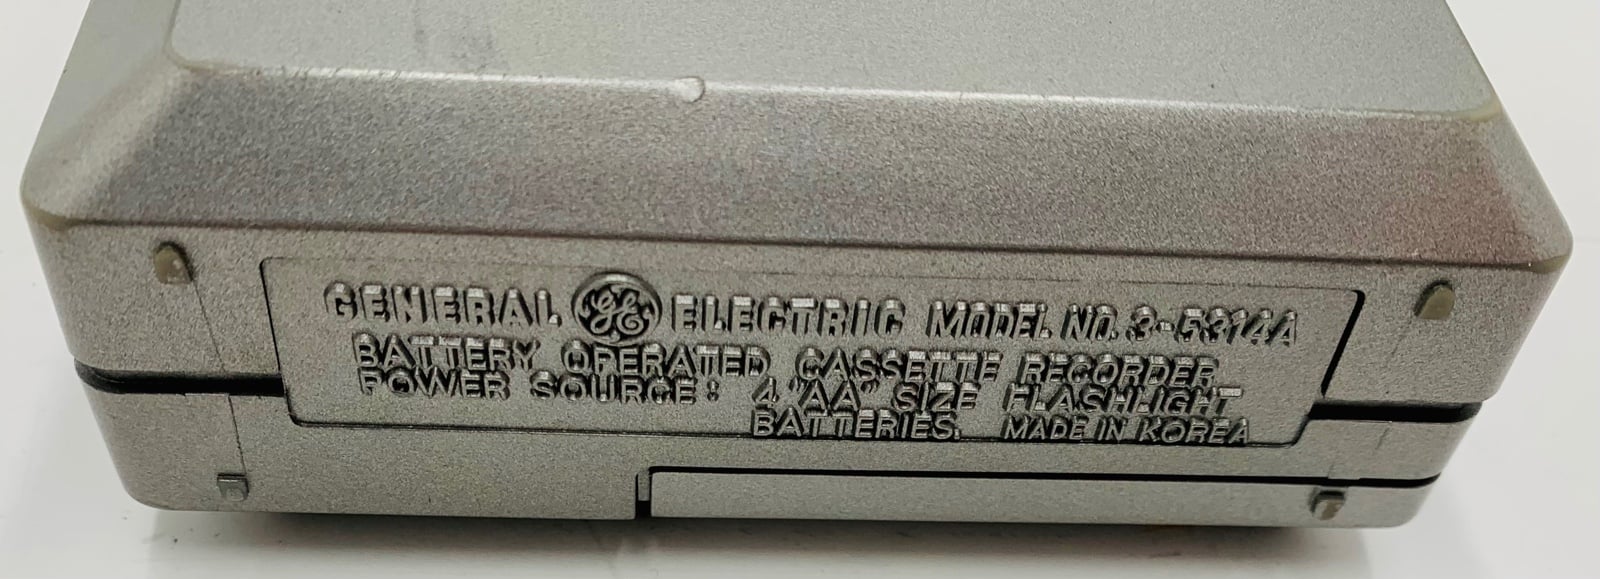 GENERAL GE ELECTRIC MODEL NO. 3-5314A
BATTERY OPERATED CASSETTE RECORDER
POWER SOURCE: 4 "AA" SIZE FLASHLIGHT
BATTERIES. MADE IN KOREA